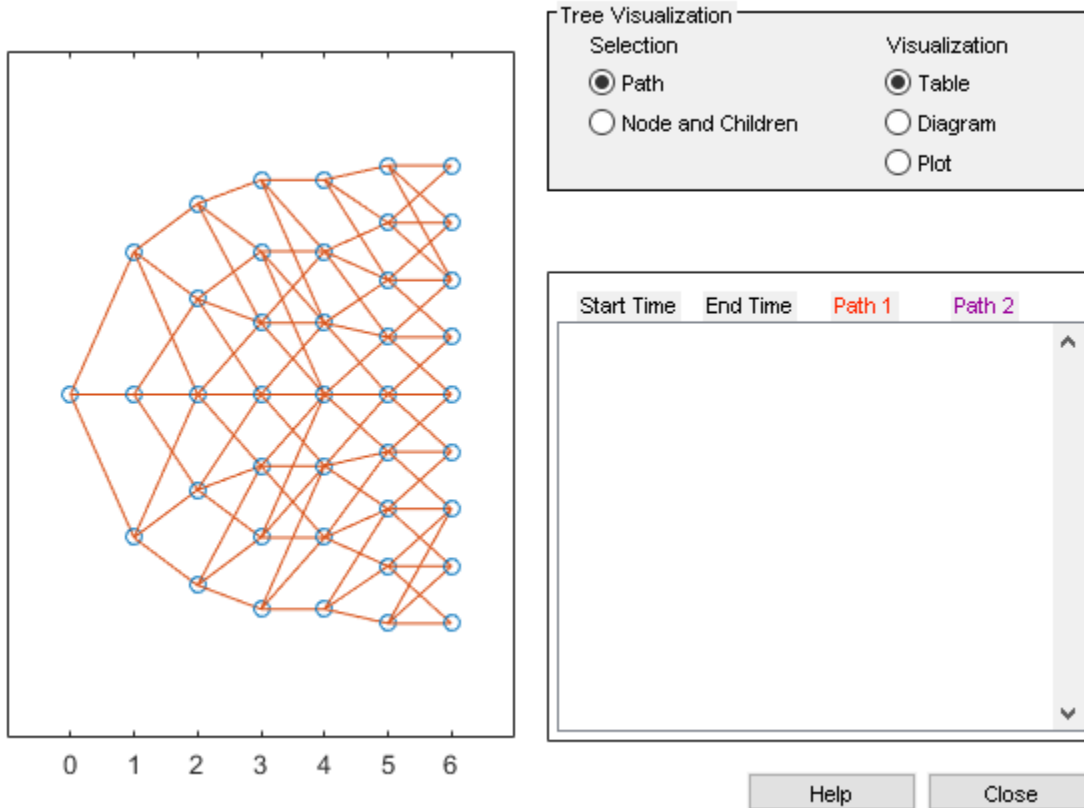 Tree Visualization
Selection Visualization
Path Table
Node and Children Diagram
Plot
Start Time End Time Path 1 Path 2
0 1 2 3 4 5 6
Help Close